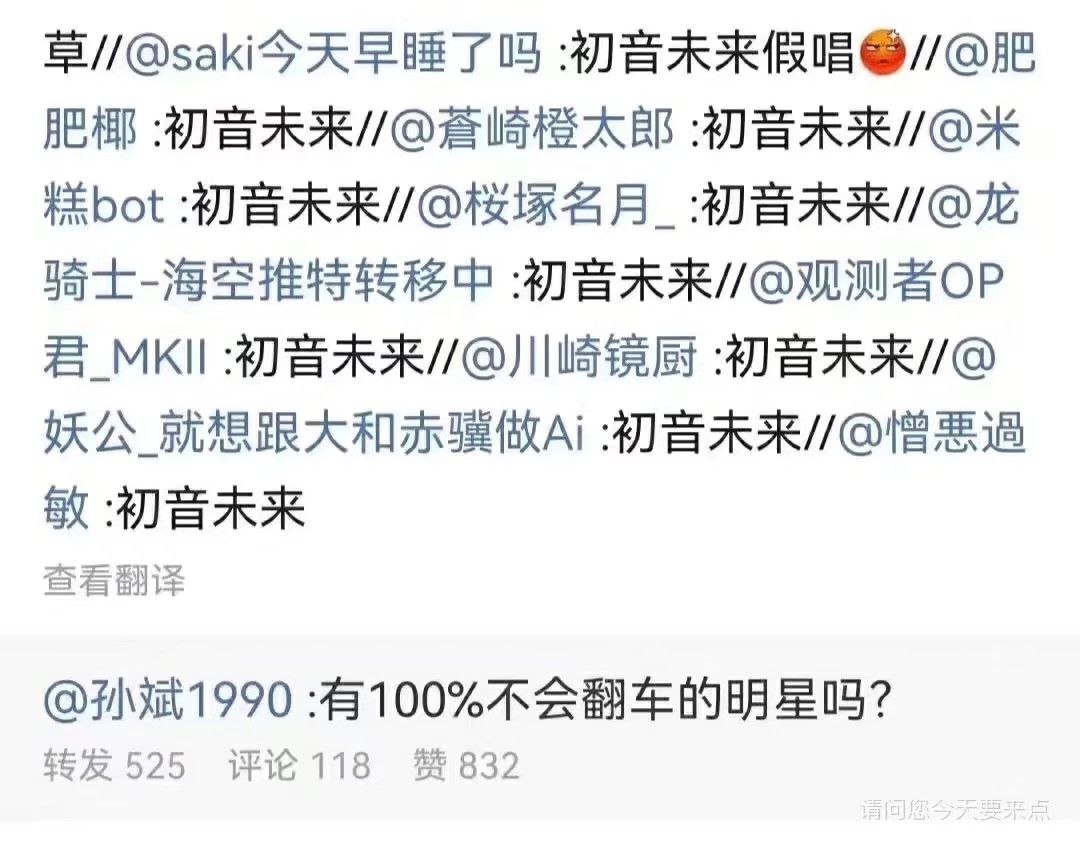 草//@saki今天早睡了吗 :初音未来假唱😡//@肥
肥椰 :初音未来//@蒼崎橙太郎 :初音未来//@米
糕bot :初音未来//@桜塚名月_ :初音未来//@龙
骑士-海空推特转移中 :初音未来//@观测者OP
君_MKII :初音未来//@川崎镜厨 :初音未来//@
妖公_就想跟大和赤骥做Ai :初音未来//@憎悪過
敏 :初音未来
查看翻译
@孙斌1990 :有100%不会翻车的明星吗?
转发 525 评论 118 赞 832
请问您今天要来点